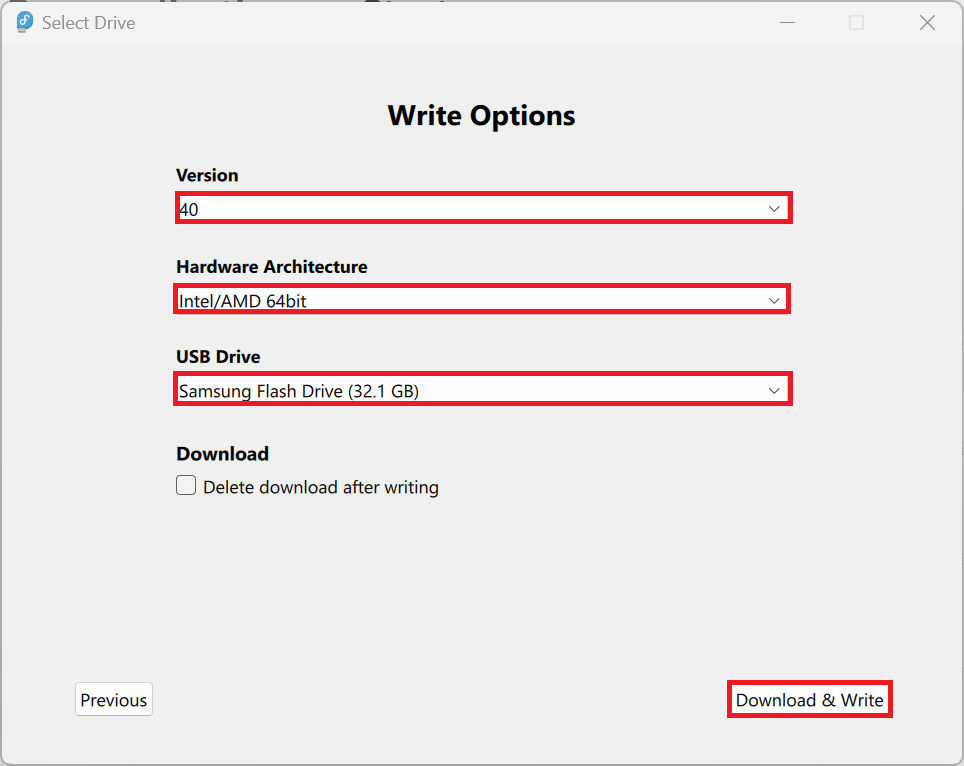 Select Drive
Write Options
Version
40
Hardware Architecture
Intel/AMD 64bit
USB Drive
Samsung Flash Drive (32.1 GB)
Download
Delete download after writing
Previous
Download & Write